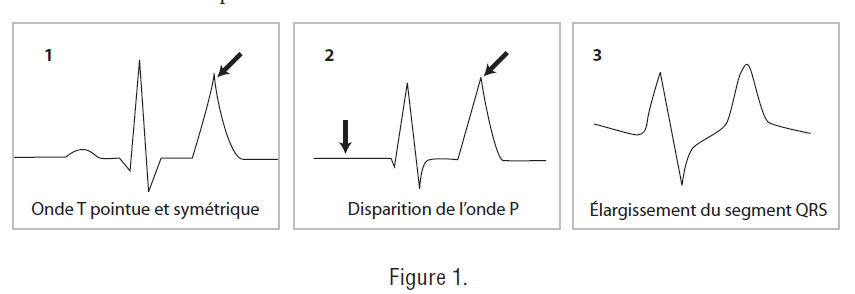 1
2
3
Onde T pointue et symétrique
Disparition de l'onde P
Élargissement du segment QRS
Figure 1.